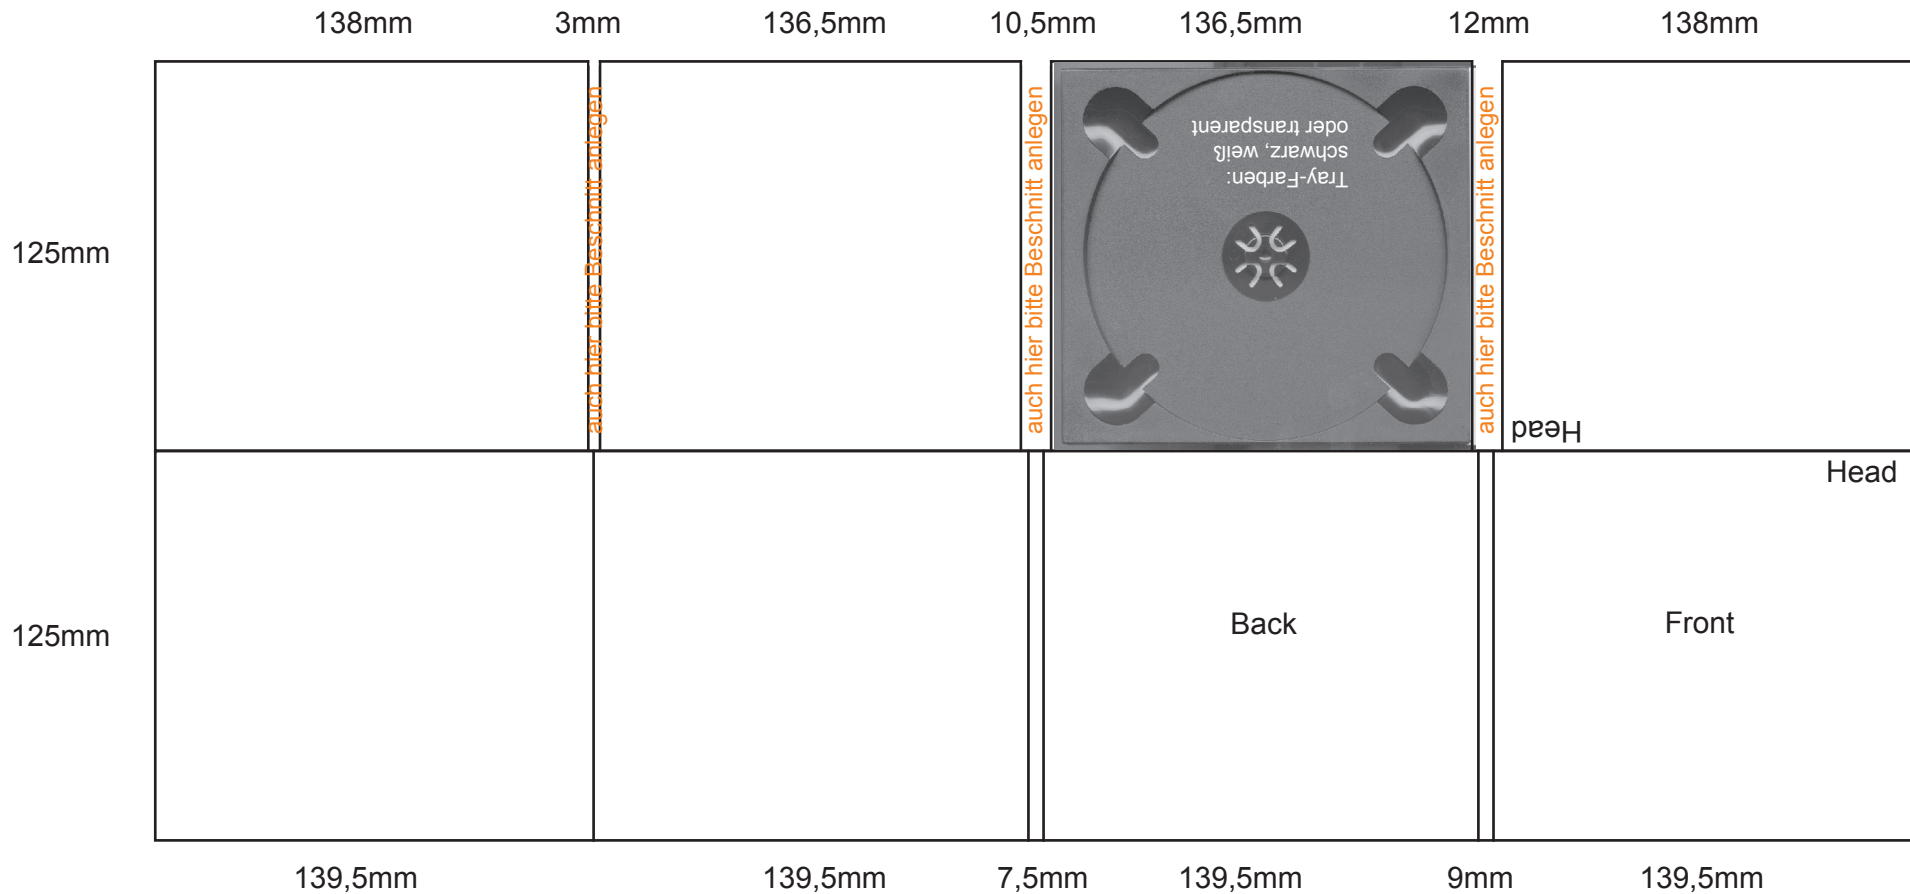 138mm
3mm
136,5mm
10,5mm
136,5mm
12mm
138mm
125mm
auch hier bitte Beschnitt anlegen
auch hier bitte Beschnitt anlegen
Tray-Farben:
schwarz, weiß
oder transparent
auch hier bitte Beschnitt anlegen
Head
Head
125mm
Back
Front
139,5mm
139,5mm
7,5mm
139,5mm
9mm
139,5mm